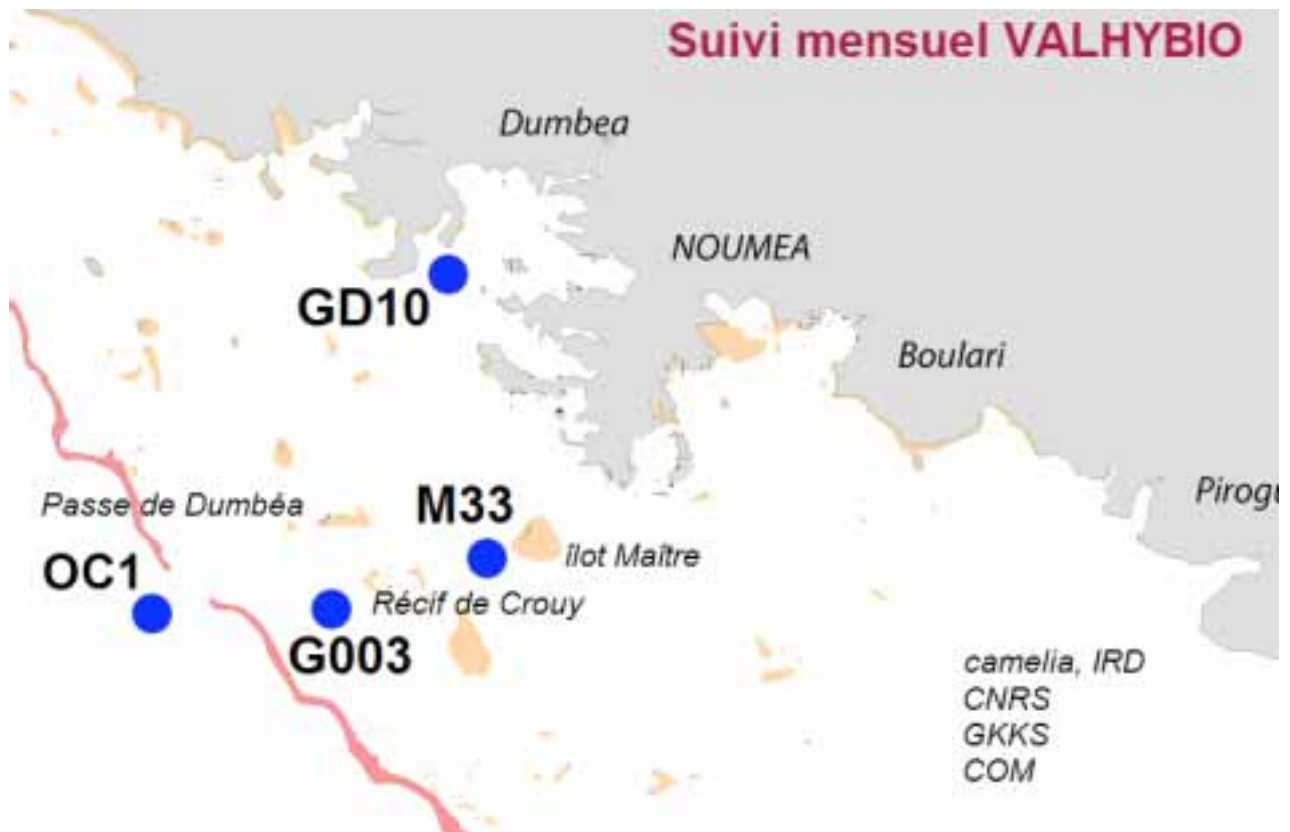 Suivi mensuel VALHYBIO
Dumbea
NOUMEA
GD10
Boulari
Passe de Dumbéa
M33
Pirogu
îlot Maître
OC1
Récif de Crouy
G003
camelia, IRD
CNRS
GKKS
COM